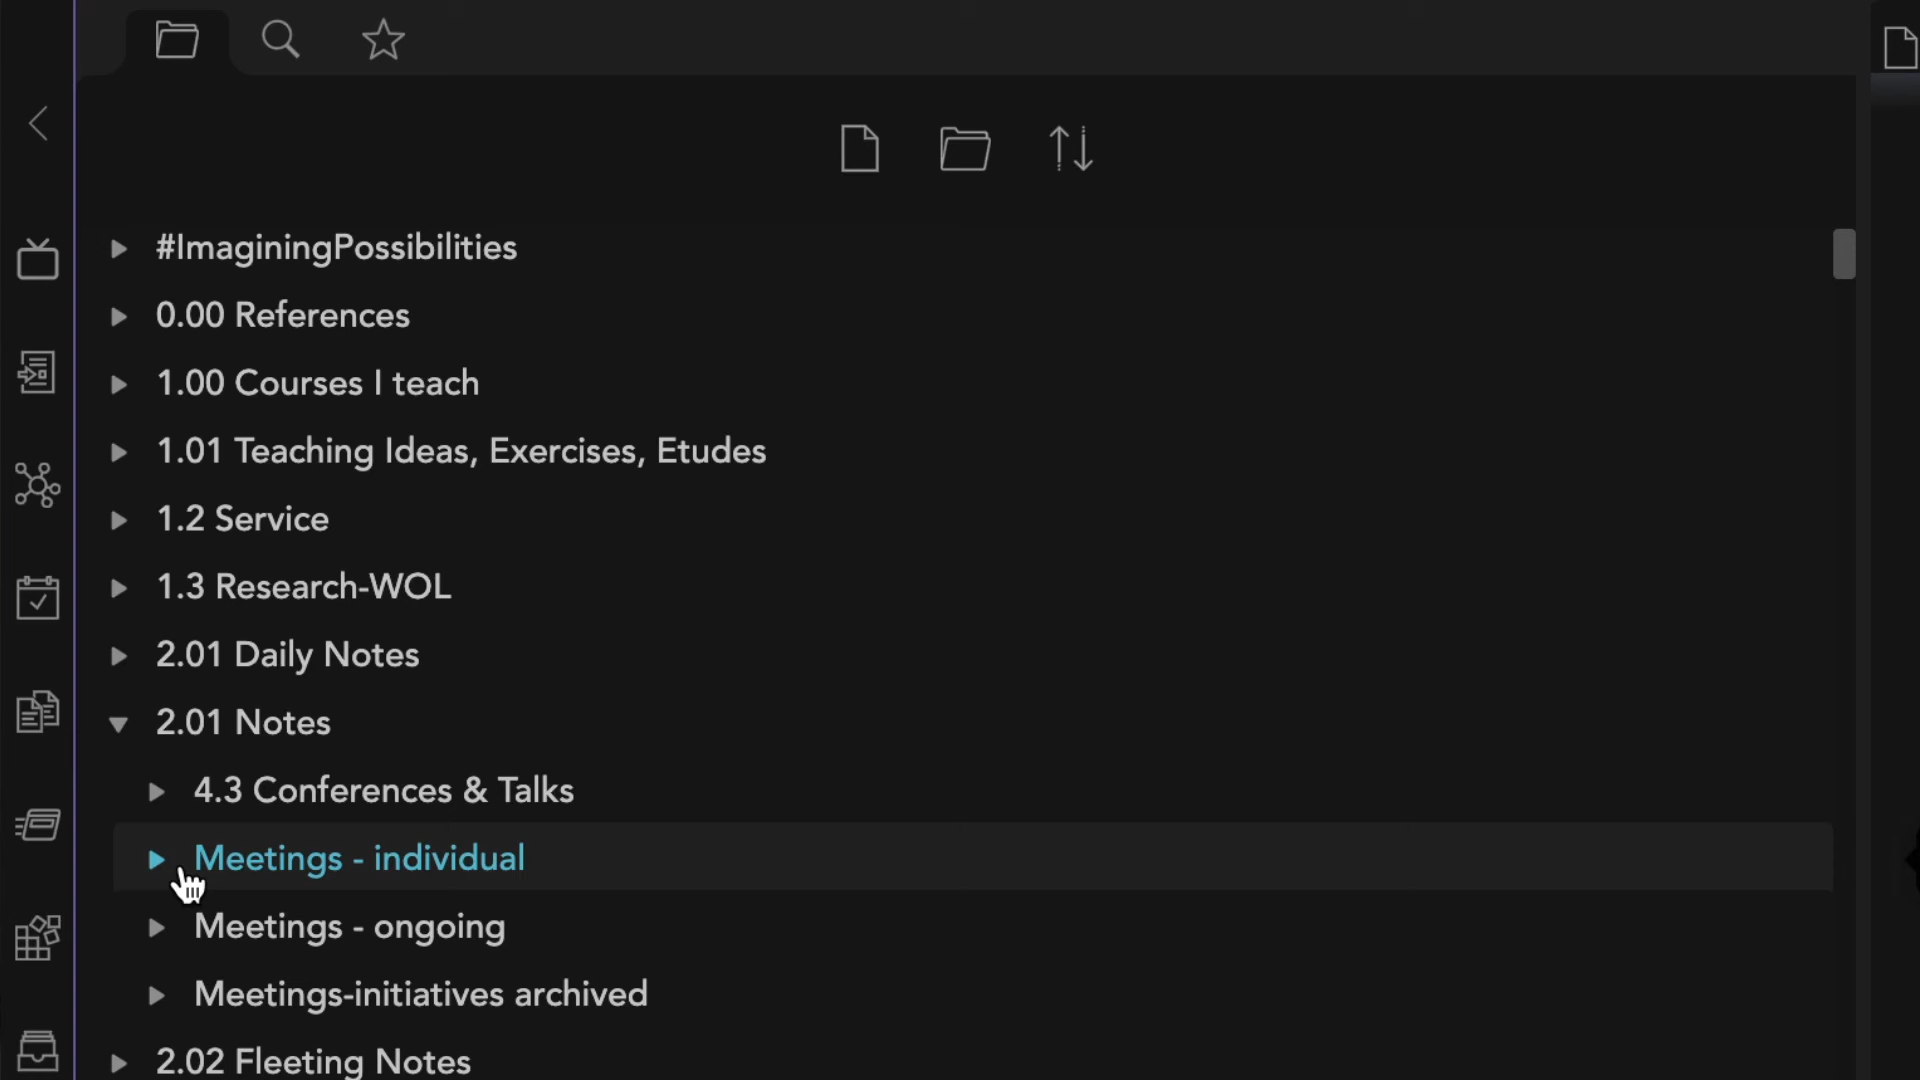 #ImaginingPossibilities
0.00 References
1.00 Courses I teach
1.01 Teaching Ideas, Exercises, Etudes
1.2 Service
1.3 Research-WOL
2.01 Daily Notes
2.01 Notes
4.3 Conferences & Talks
Meetings - individual
Meetings - ongoing
Meetings-initiatives archived
2.02 Fleeting Notes